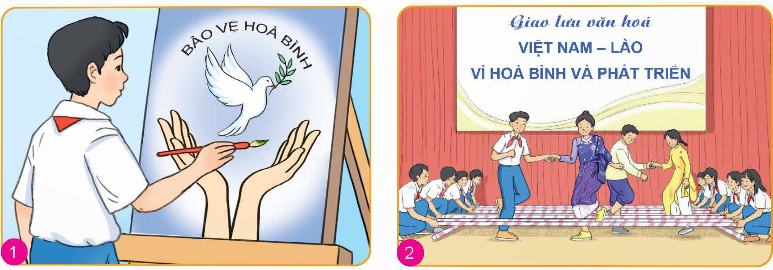 BẢO VỆ HOÀ BÌNH
1
Giao lưu văn hoá
VIỆT NAM – LÀO
VÌ HOÀ BÌNH VÀ PHÁT TRIỂN
2